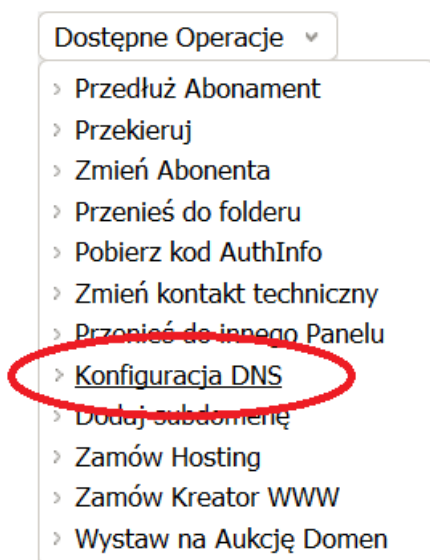 Dostępne Operacje
Przedłuż Abonament
Przekieruj
Zmień Abonenta
Przenieś do folderu
Pobierz kod AuthInfo
Zmień kontakt techniczny
Przenieś do innego Panelu
Konfiguracja DNS
Dodaj subdomenę
Zamów Hosting
Zamów Kreator WWW
Wystaw na Aukcję Domen